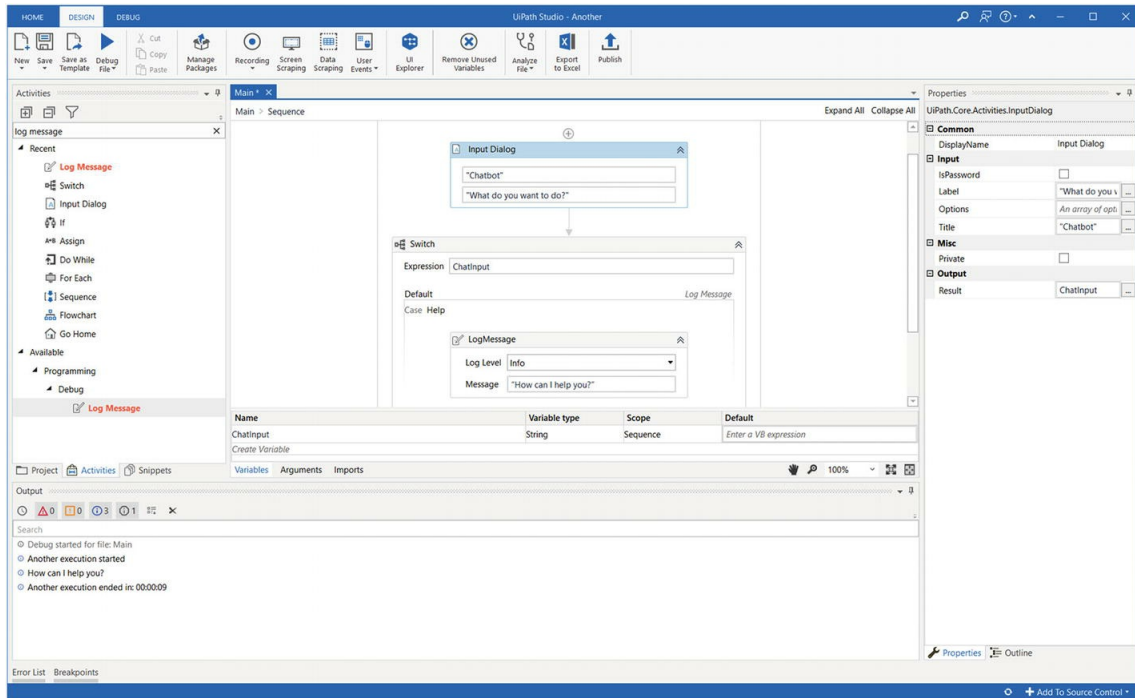 HOME DESIGN DEBUG UiPath Studio - Another
New Save Save as Template Debug File Cut Copy Paste Manage Packages Recording Screen Scraping Data Scraping User Events UI Explorer Remove Unused Variables Analyze File Export to Excel Publish
Activities
log message
Recent
Log Message
Switch
Input Dialog
If
A+B Assign
Do While
For Each
Sequence
Flowchart
Go Home
Available
Programming
Debug
Log Message
Project Activities Snippets
Main*
Main > Sequence Expand All Collapse All
Input Dialog
"Chatbot"
"What do you want to do?"
Switch
Expression ChatInput
Default Log Message
Case Help
LogMessage
Log Level Info
Message "How can I help you?"
Name Variable type Scope Default
ChatInput String Sequence Enter a VB expression
Create Variable
Variables Arguments Imports 100%
Properties
UiPath.Core.Activities.InputDialog
Common
DisplayName Input Dialog
Input
IsPassword
Label "What do you v ...
Options An array of opti ...
Title "Chatbot" ...
Misc
Private
Output
Result ChatInput ...
Properties Outline
Output
0 0 3 1
Search
Debug started for file: Main
Another execution started
How can I help you?
Another execution ended in: 00:00:09
Error List Breakpoints
Add To Source Control